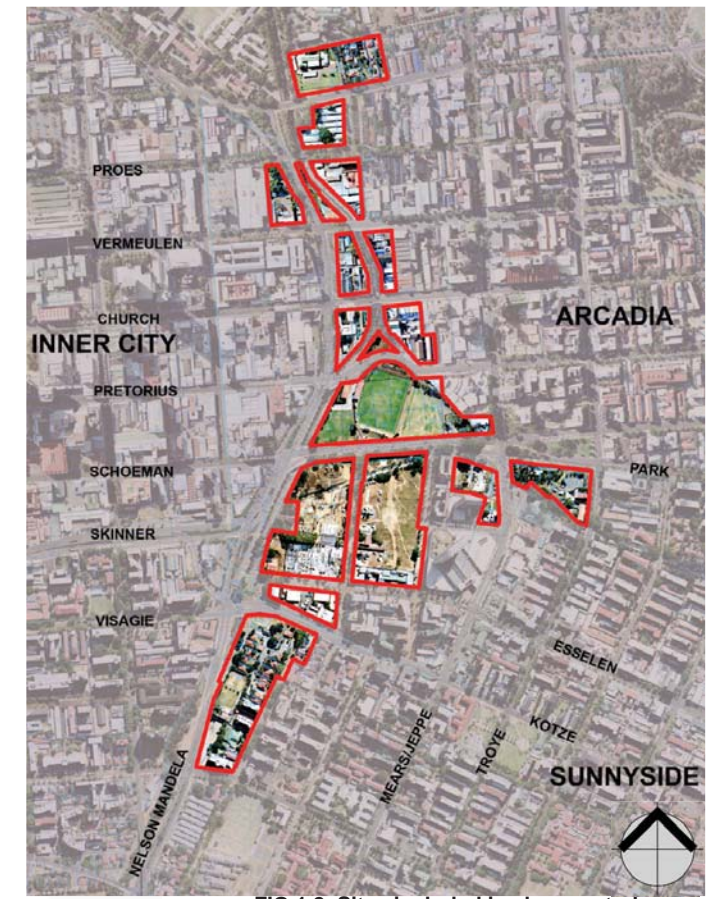 PROES
VERMEULEN
CHURCH
INNER CITY
ARCADIA
PRETORIUS
SCHOEMAN
PARK
SKINNER
VISAGIE
ESSELEN
KOTZE
TROYE
MEARS/JEPPE
SUNNYSIDE
NELSON MANDELA